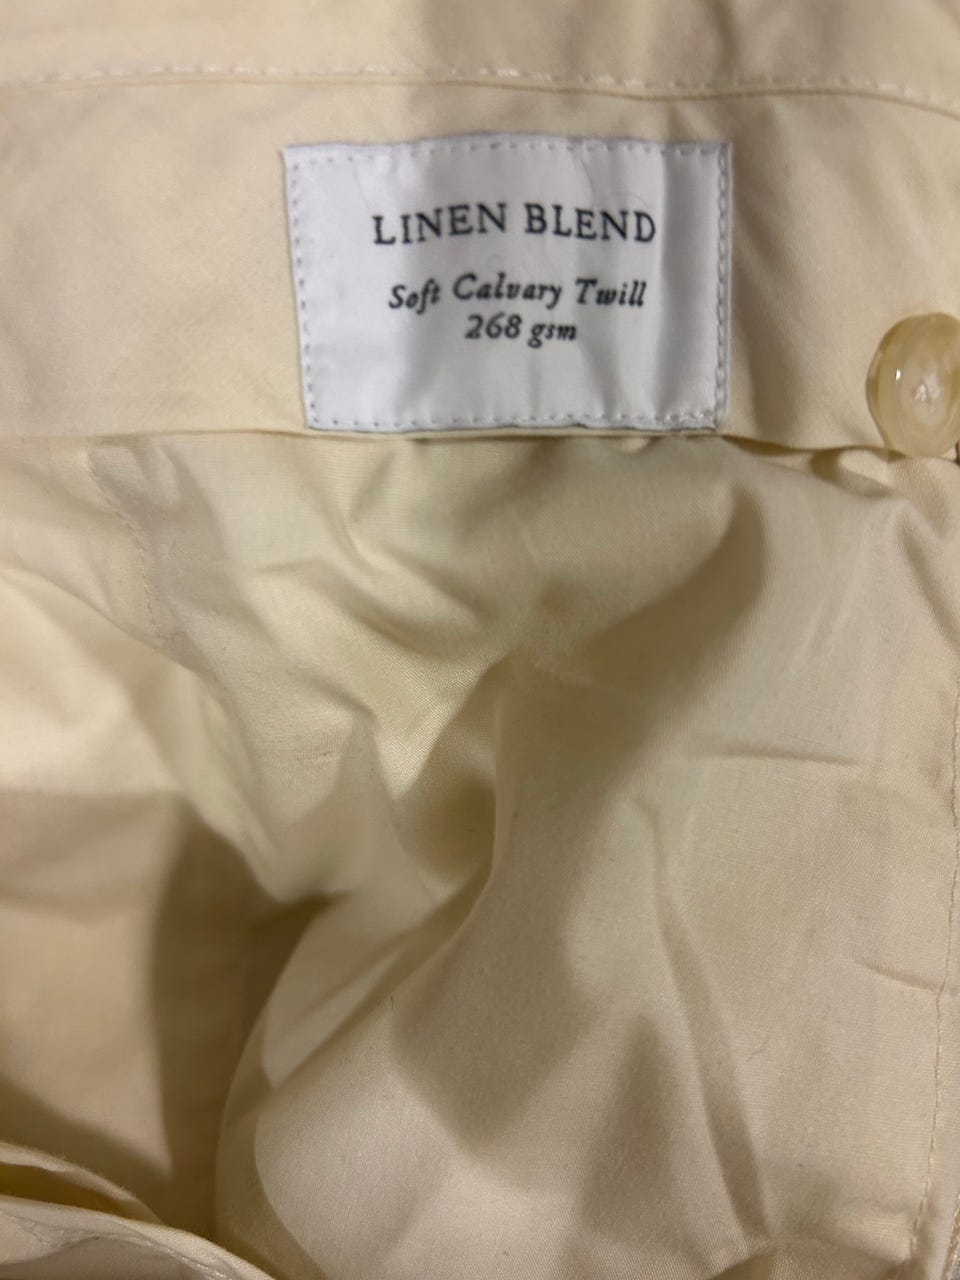 LINEN BLEND
Soft Calvary Twill
268 gsm